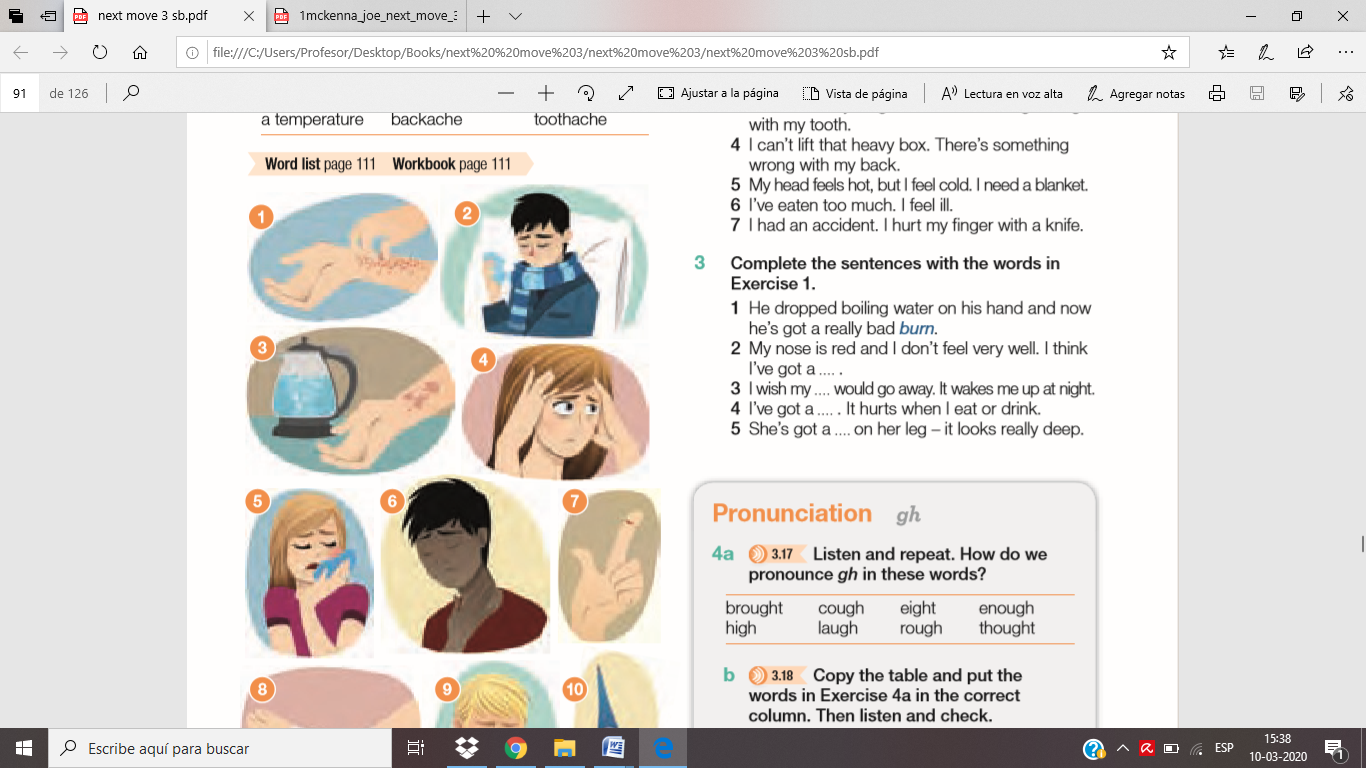 next move 3 sb.pdf
1mckenna_joe_next_move_3
file:///C:/Users/Profesor/Desktop/Books/next%20%20move%203/next%20move%203/next%20move%203%20sb.pdf
91 de 126
Ajustar a la página
Vista de página
Lectura en voz alta
Agregar notas
a temperature backache toothache
Word list page 111 Workbook page 111
1
2
3
4
5
6
7
8
9
10
with my tooth.
4 I can't lift that heavy box. There's something
wrong with my back.
5 My head feels hot, but I feel cold. I need a blanket.
6 I've eaten too much. I feel ill.
7 I had an accident. I hurt my finger with a knife.
3 Complete the sentences with the words in
Exercise 1.
1 He dropped boiling water on his hand and now
he's got a really bad burn.
2 My nose is red and I don't feel very well. I think
I've got a .... .
3 I wish my .... would go away. It wakes me up at night.
4 I've got a .... . It hurts when I eat or drink.
5 She's got a .... on her leg – it looks really deep.
Pronunciation gh
4a 3.17 Listen and repeat. How do we
pronounce gh in these words?
brought cough eight enough
high laugh rough thought
b 3.18 Copy the table and put the
words in Exercise 4a in the correct
column. Then listen and check.
Escribe aquí para buscar
ESP
15:38
10-03-2020
1